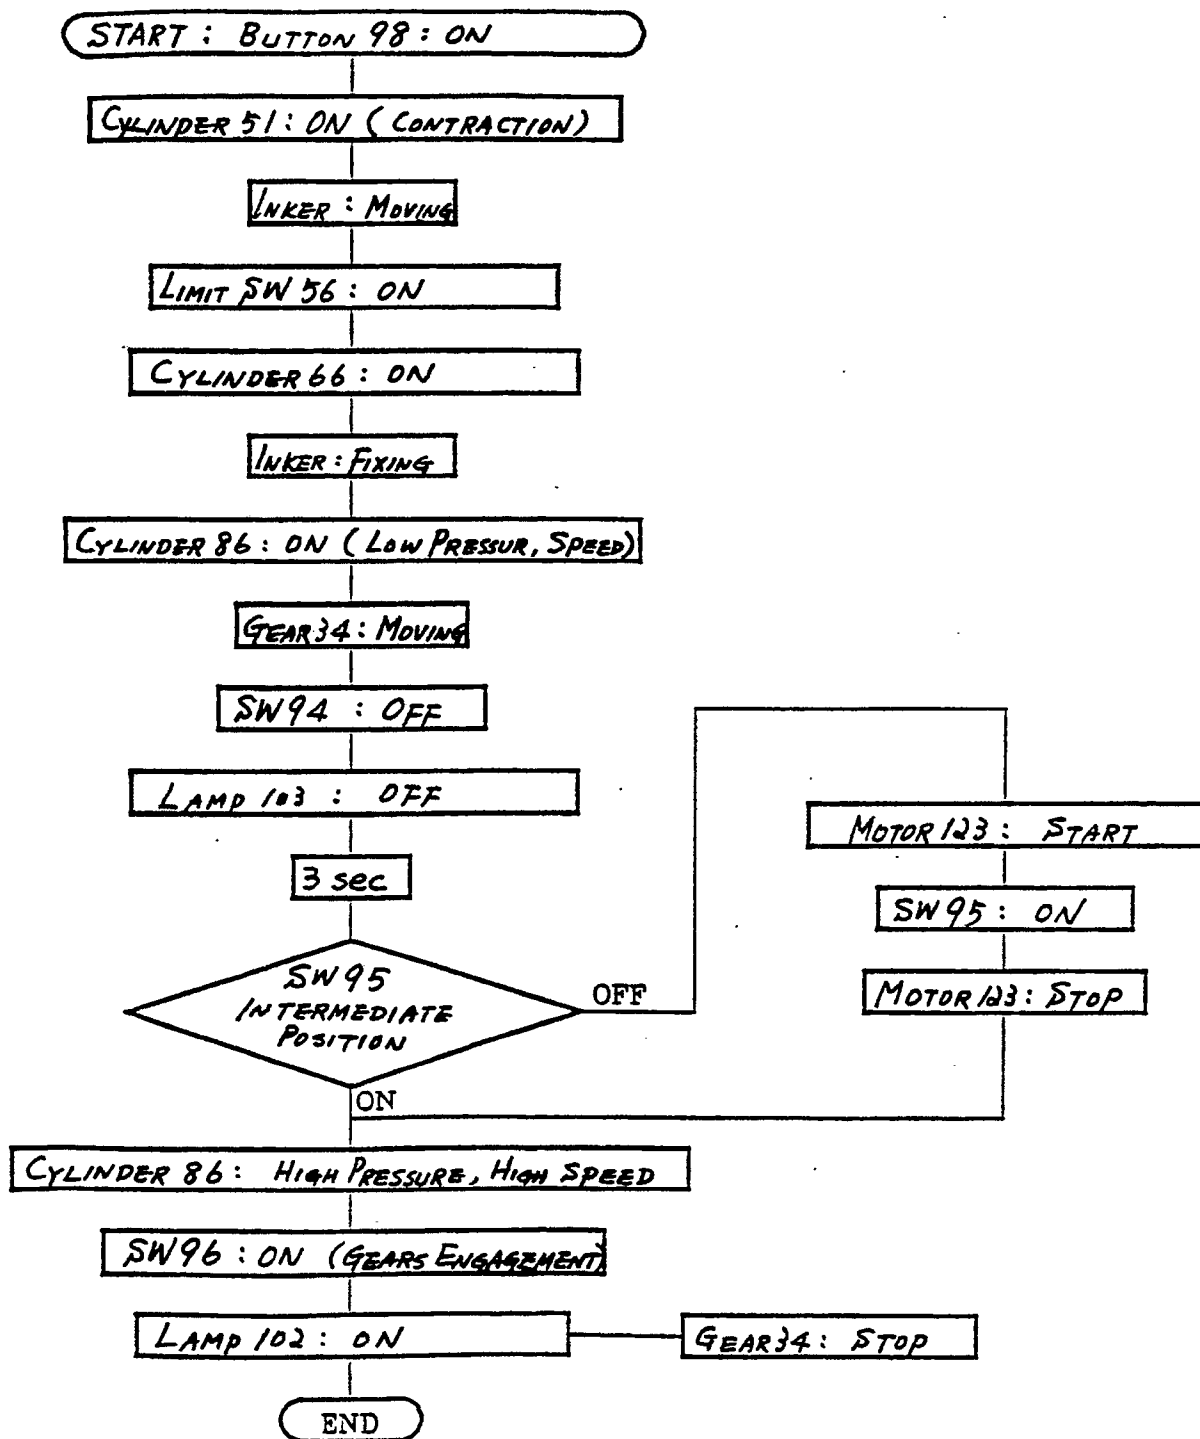 START : BUTTON 98 : ON
CYLINDER 51 : ON (CONTRACTION)
INKER : MOVING
LIMIT SW 56 : ON
CYLINDER 66 : ON
INKER : FIXING
CYLINDER 86 : ON (LOW PRESSUR, SPEED)
GEAR 34 : MOVING
SW 94 : OFF
LAMP 103 : OFF
3 sec
SW 95
INTERMEDIATE
POSITION
OFF
MOTOR 123 : START
SW 95 : ON
MOTOR 123 : STOP
ON
CYLINDER 86 : HIGH PRESSURE, HIGH SPEED
SW 96 : ON (GEARS ENGAGEMENT)
LAMP 102 : ON
GEAR 34 : STOP
END